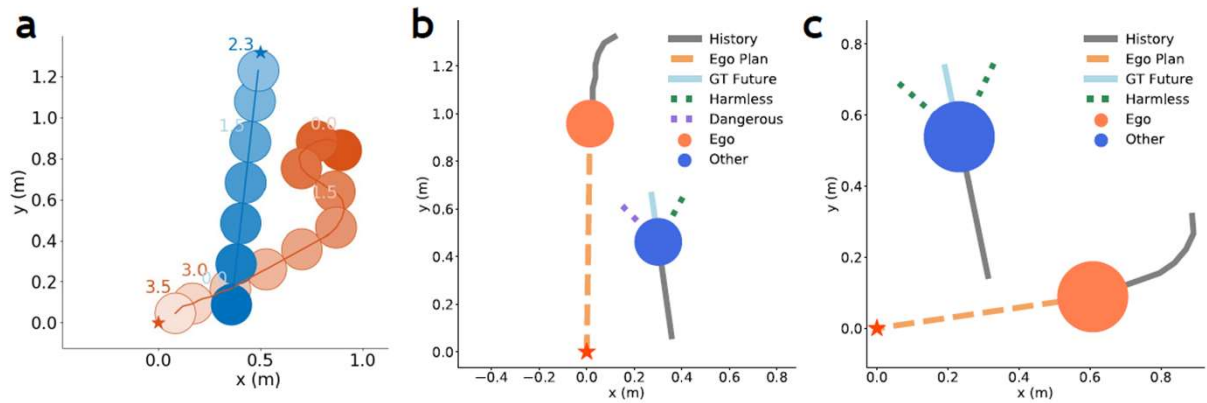 a
2.3
1.5
0.0
1.5
3.0
0.0
3.5
1.2
1.0
0.8
0.6
0.4
0.2
0.0
y (m)
0.0
0.5
1.0
x (m)
b
History
Ego Plan
GT Future
Harmless
Dangerous
Ego
Other
1.2
1.0
0.8
0.6
0.4
0.2
0.0
y (m)
−0.4
−0.2
0.0
0.2
0.4
0.6
0.8
x (m)
c
History
Ego Plan
GT Future
Harmless
Dangerous
Ego
Other
0.8
0.6
0.4
0.2
0.0
y (m)
0.0
0.2
0.4
0.6
0.8
x (m)